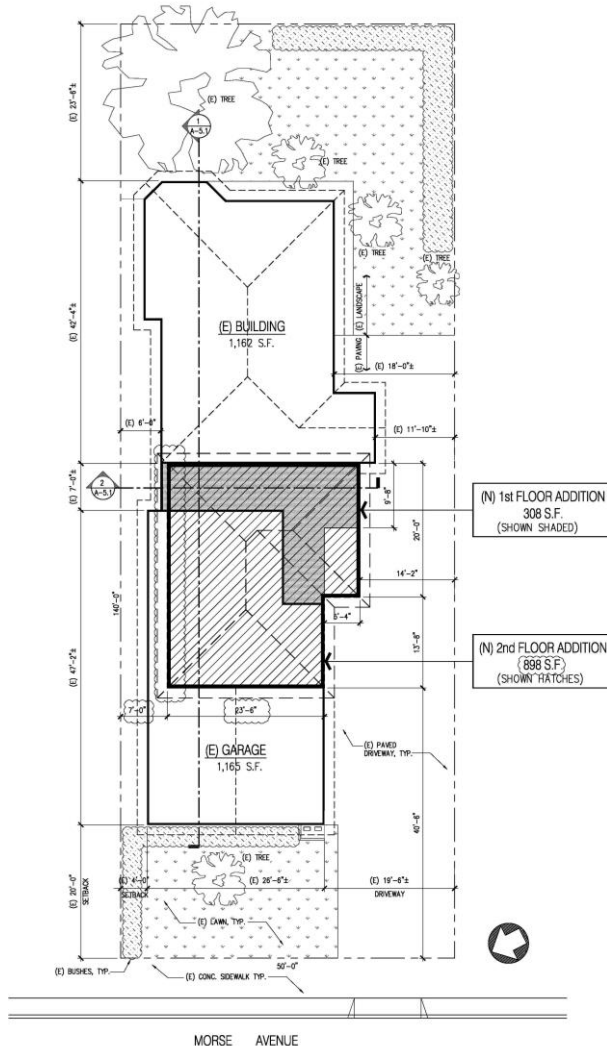 (E) 23'-6"±
(E) TREE
1
A-5.1
(E) TREE
(E) TREE
(E) TREE
(E) LANDSCAPE
(E) PAVING
(E) 42'-4"±
(E) BUILDING
1,162 S.F.
(E) 18'-0"±
(E) 6'-8"
(E) 11'-10"±
2
A-5.1
(E) 7'-0"±
9'-8"
20'-0"
(N) 1st FLOOR ADDITION
308 S.F.
(SHOWN SHADED)
14'-2"
140'-0"
13'-8"
(N) 2nd FLOOR ADDITION
898 S.F.
(SHOWN HATCHES)
(E) 47'-2"±
7'-0"
23'-6"
(E) GARAGE
1,165 S.F.
(E) PAVED
DRIVEWAY, TYP.
40'-6"
(E) TREE
(E) 20'-0"
SETBACK
(E) 4'-0"
SETBACK
(E) 26'-6"±
(E) 19'-6"±
DRIVEWAY
(E) LAWN, TYP.
50'-0"
(E) BUSHES, TYP.
(E) CONC. SIDEWALK TYP.
MORSE AVENUE